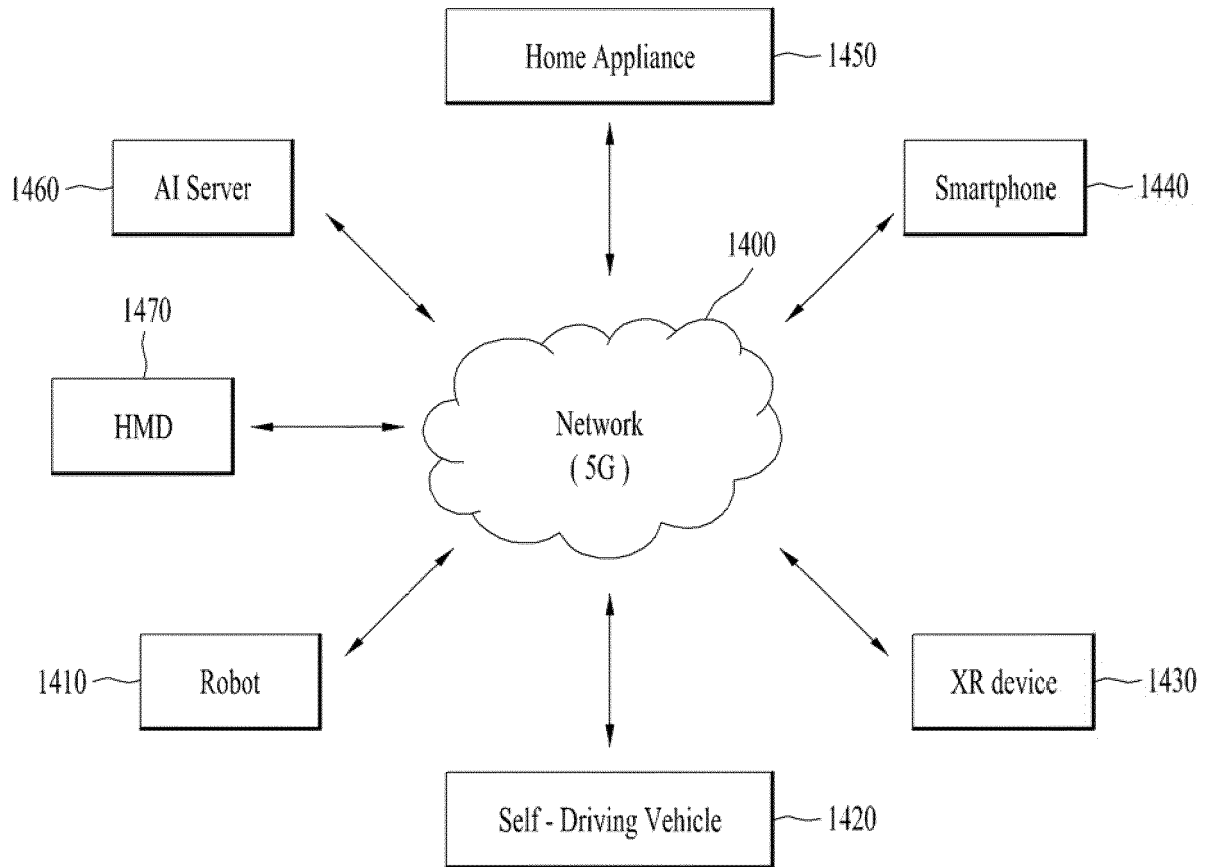 Home Appliance
1450
1460
AI Server
Smartphone
1440
1400
1470
HMD
Network
( 5G )
1410
Robot
XR device
1430
Self - Driving Vehicle
1420